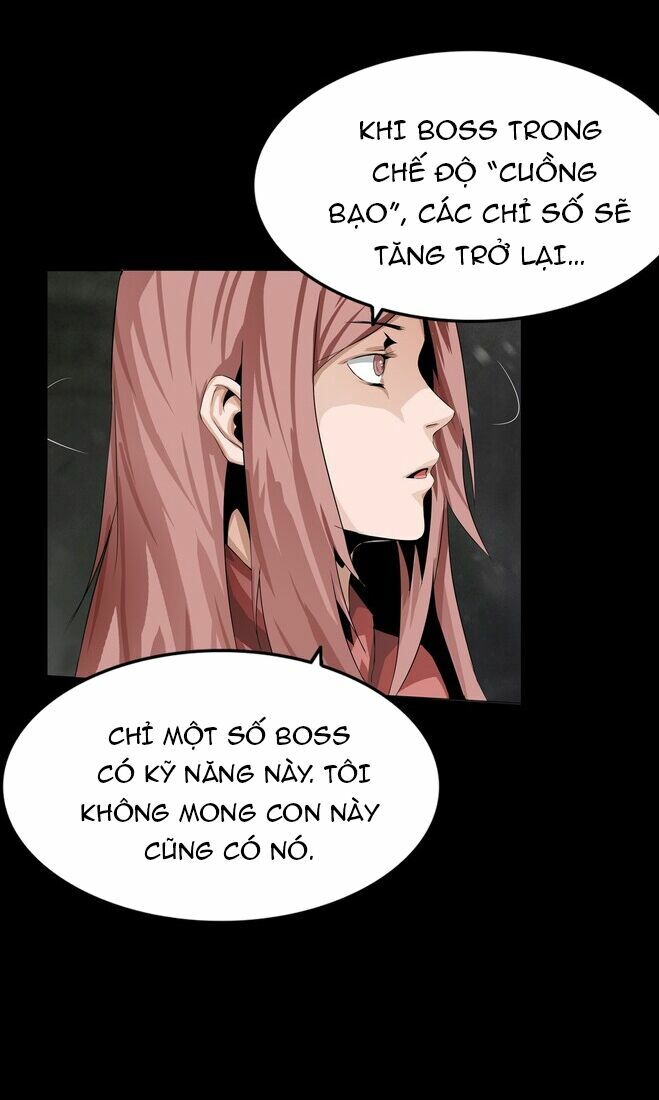 KHI BOSS TRONG
CHẾ ĐỘ "CUỒNG
BẠO", CÁC CHỈ SỐ SẼ
TĂNG TRỞ LẠI...
CHỈ MỘT SỐ BOSS
CÓ KỸ NĂNG NÀY. TÔI
KHÔNG MONG CON NÀY
CŨNG CÓ NÓ.